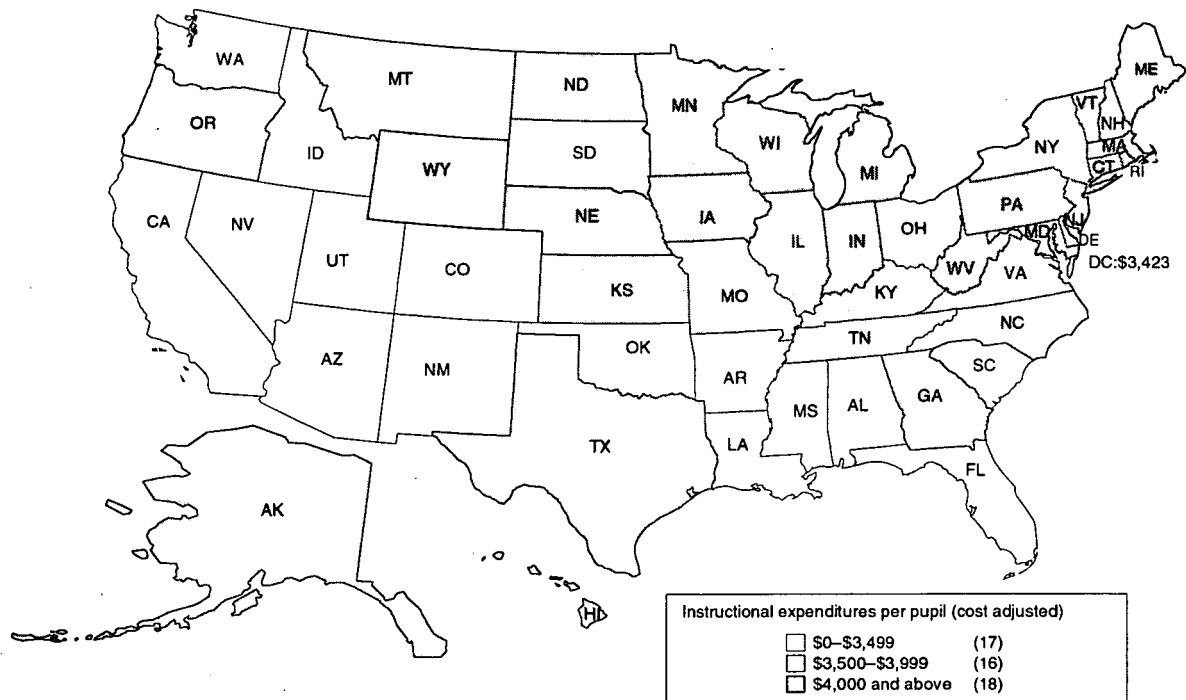 WA
MT
ND
MN
ME
VT
NH
OR
ID
WY
SD
WI
MI
NY
MA
CT
RI
CA
NV
UT
CO
NE
IA
IL
IN
OH
PA
NJ
MD
DE
DC:$3,423
WV
VA
KS
MO
KY
AZ
NM
OK
AR
TN
NC
SC
MS
AL
GA
TX
LA
FL
AK
HI
Instructional expenditures per pupil (cost adjusted)
$0–$3,499 (17)
$3,500–$3,999 (16)
$4,000 and above (18)